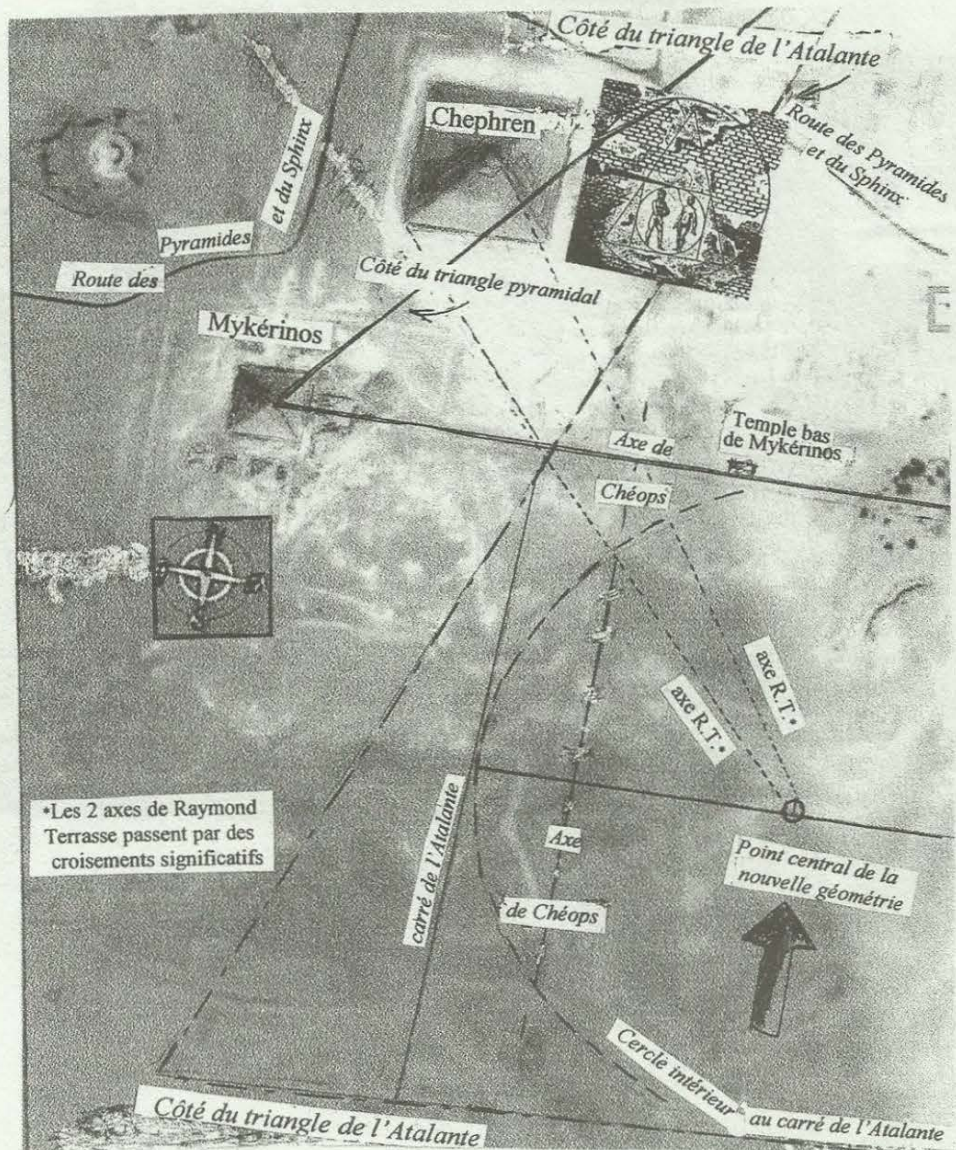 Côté du triangle de l'Atalante
Chephren
Route des Pyramides
et du Sphinx
et du Sphinx
Pyramides
Route des
Côté du triangle pyramidal
Mykérinos
Temple bas
de Mykérinos
Axe de
Chéops
axe R.T.*
axe R.T.*
*Les 2 axes de Raymond
Terrasse passent par des
croisements significatifs
carré de l'Atalante
Axe
de Chéops
Point central de la
nouvelle géométrie
Cercle intérieur
au carré de l'Atalante
Côté du triangle de l'Atalante